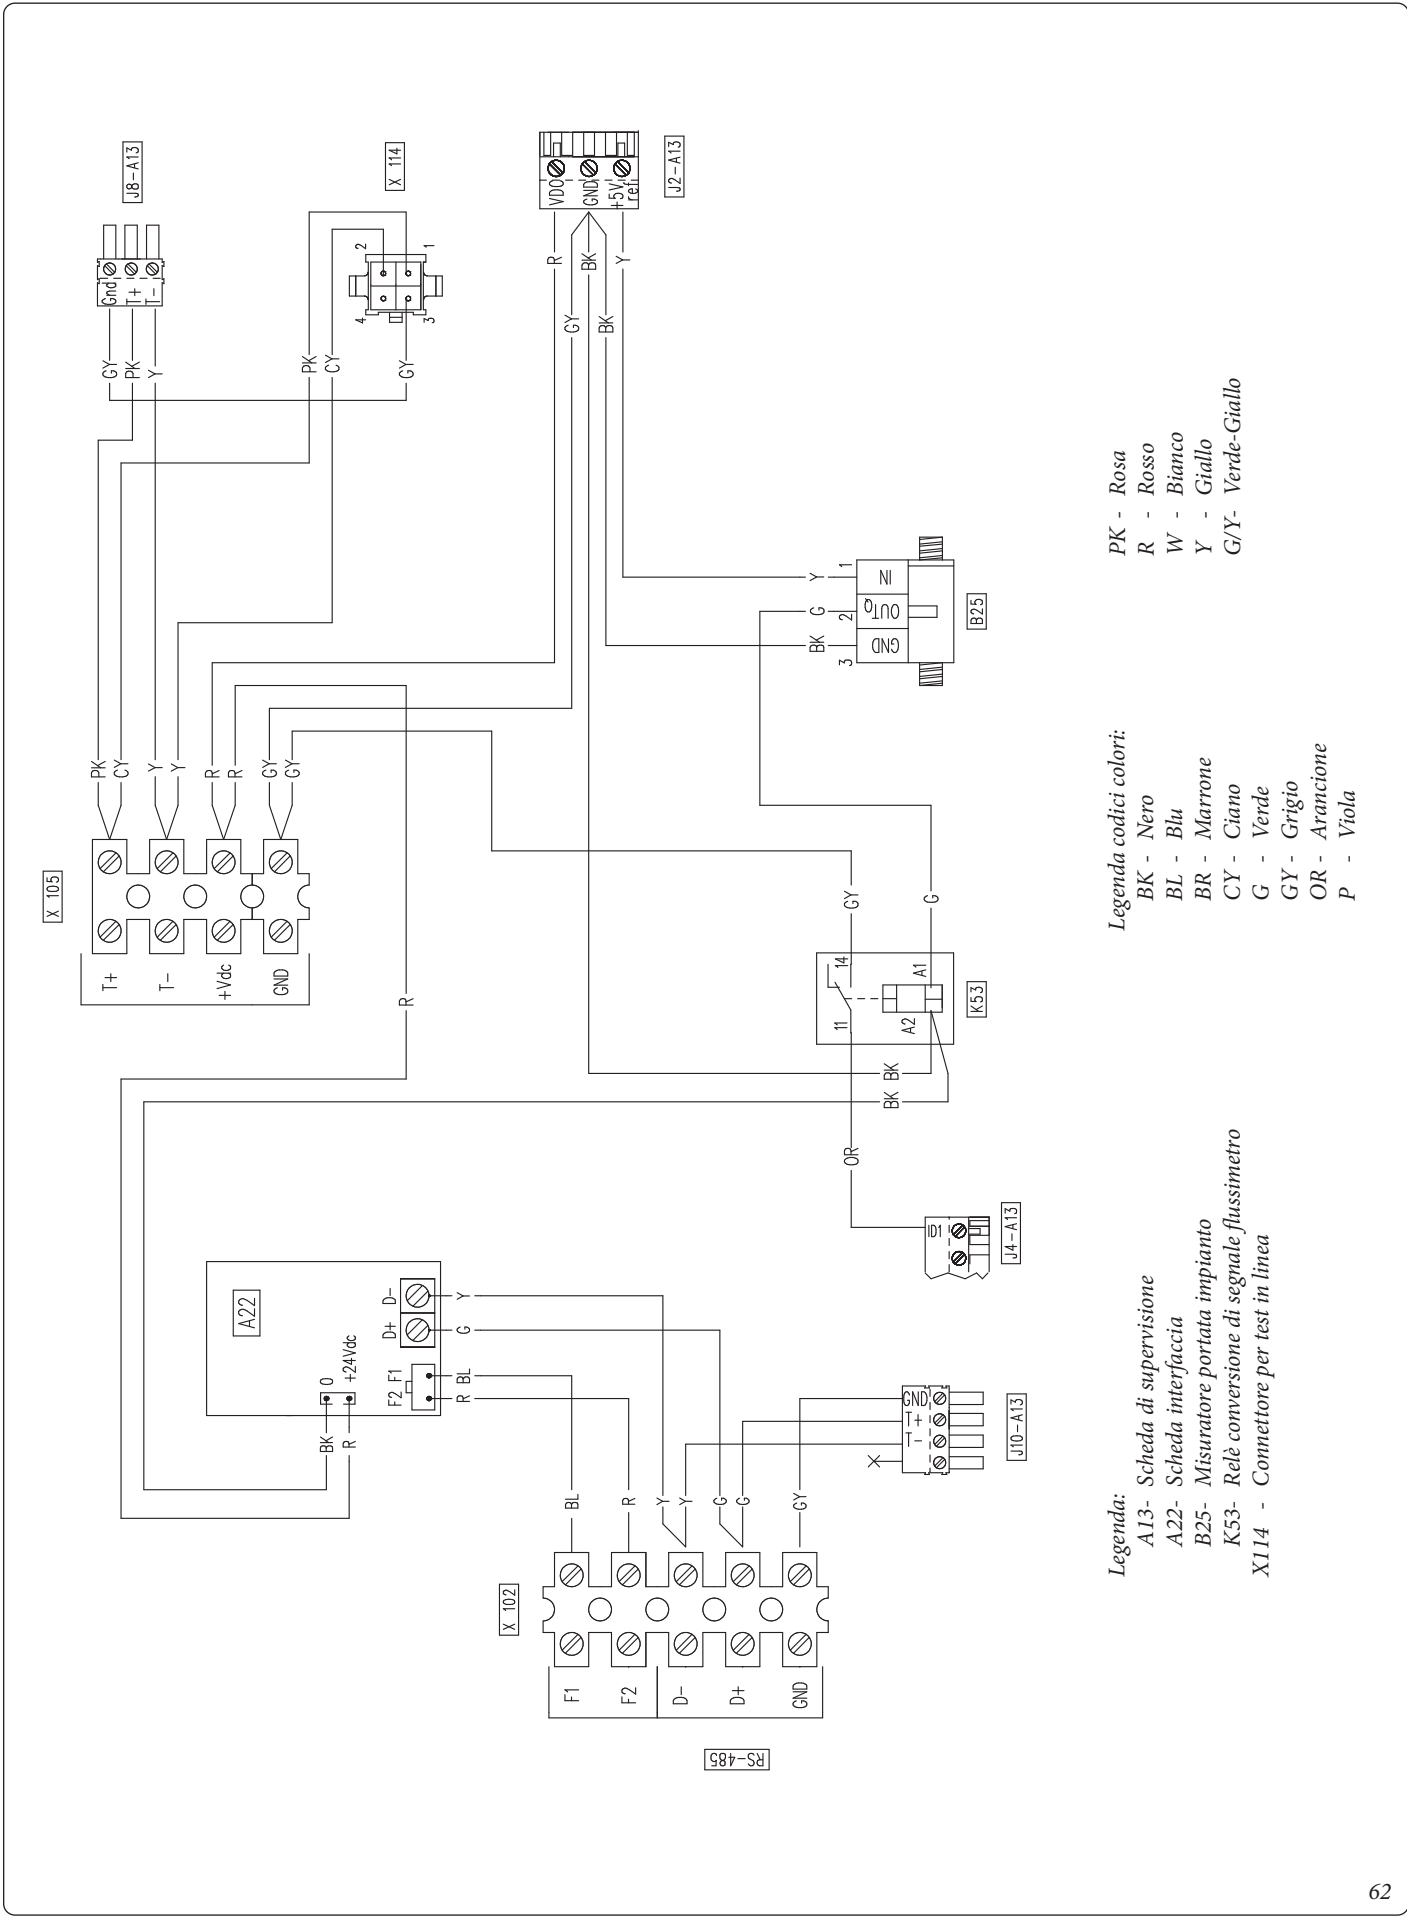 J8-A13
Gnd
T+
T-
GY
PK
Y
X 114
2
1
4
3
PK
CY
GY
J2-A13
VDO
GND
+5V
ref
R
GY
BK
BK
Y
X 105
PK
CY
Y
Y
R
R
GY
GY
T+
T-
+Vdc
GND
R
B25
IN
OUTQ
GND
1
2
3
Y
G
BK
K53
14
11
A1
A2
GY
G
BK
BK
OR
J4-A13
ID1
A22
0
+24Vdc
F2 F1
D+
D-
BK
R
Y
G
BL
R
X 102
BL
R
Y
Y
G
G
GY
F1
F2
D-
D+
GND
RS-485
J10-A13
GND
T+
T-
Legenda:
A13- Scheda di supervisione
A22- Scheda interfaccia
B25- Misuratore portata impianto
K53- Relè conversione di segnale flussimetro
X114 - Connettore per test in linea
Legenda codici colori:
BK - Nero
BL - Blu
BR - Marrone
CY - Ciano
G - Verde
GY - Grigio
OR - Arancione
P - Viola
PK - Rosa
R - Rosso
W - Bianco
Y - Giallo
G/Y- Verde-Giallo
62